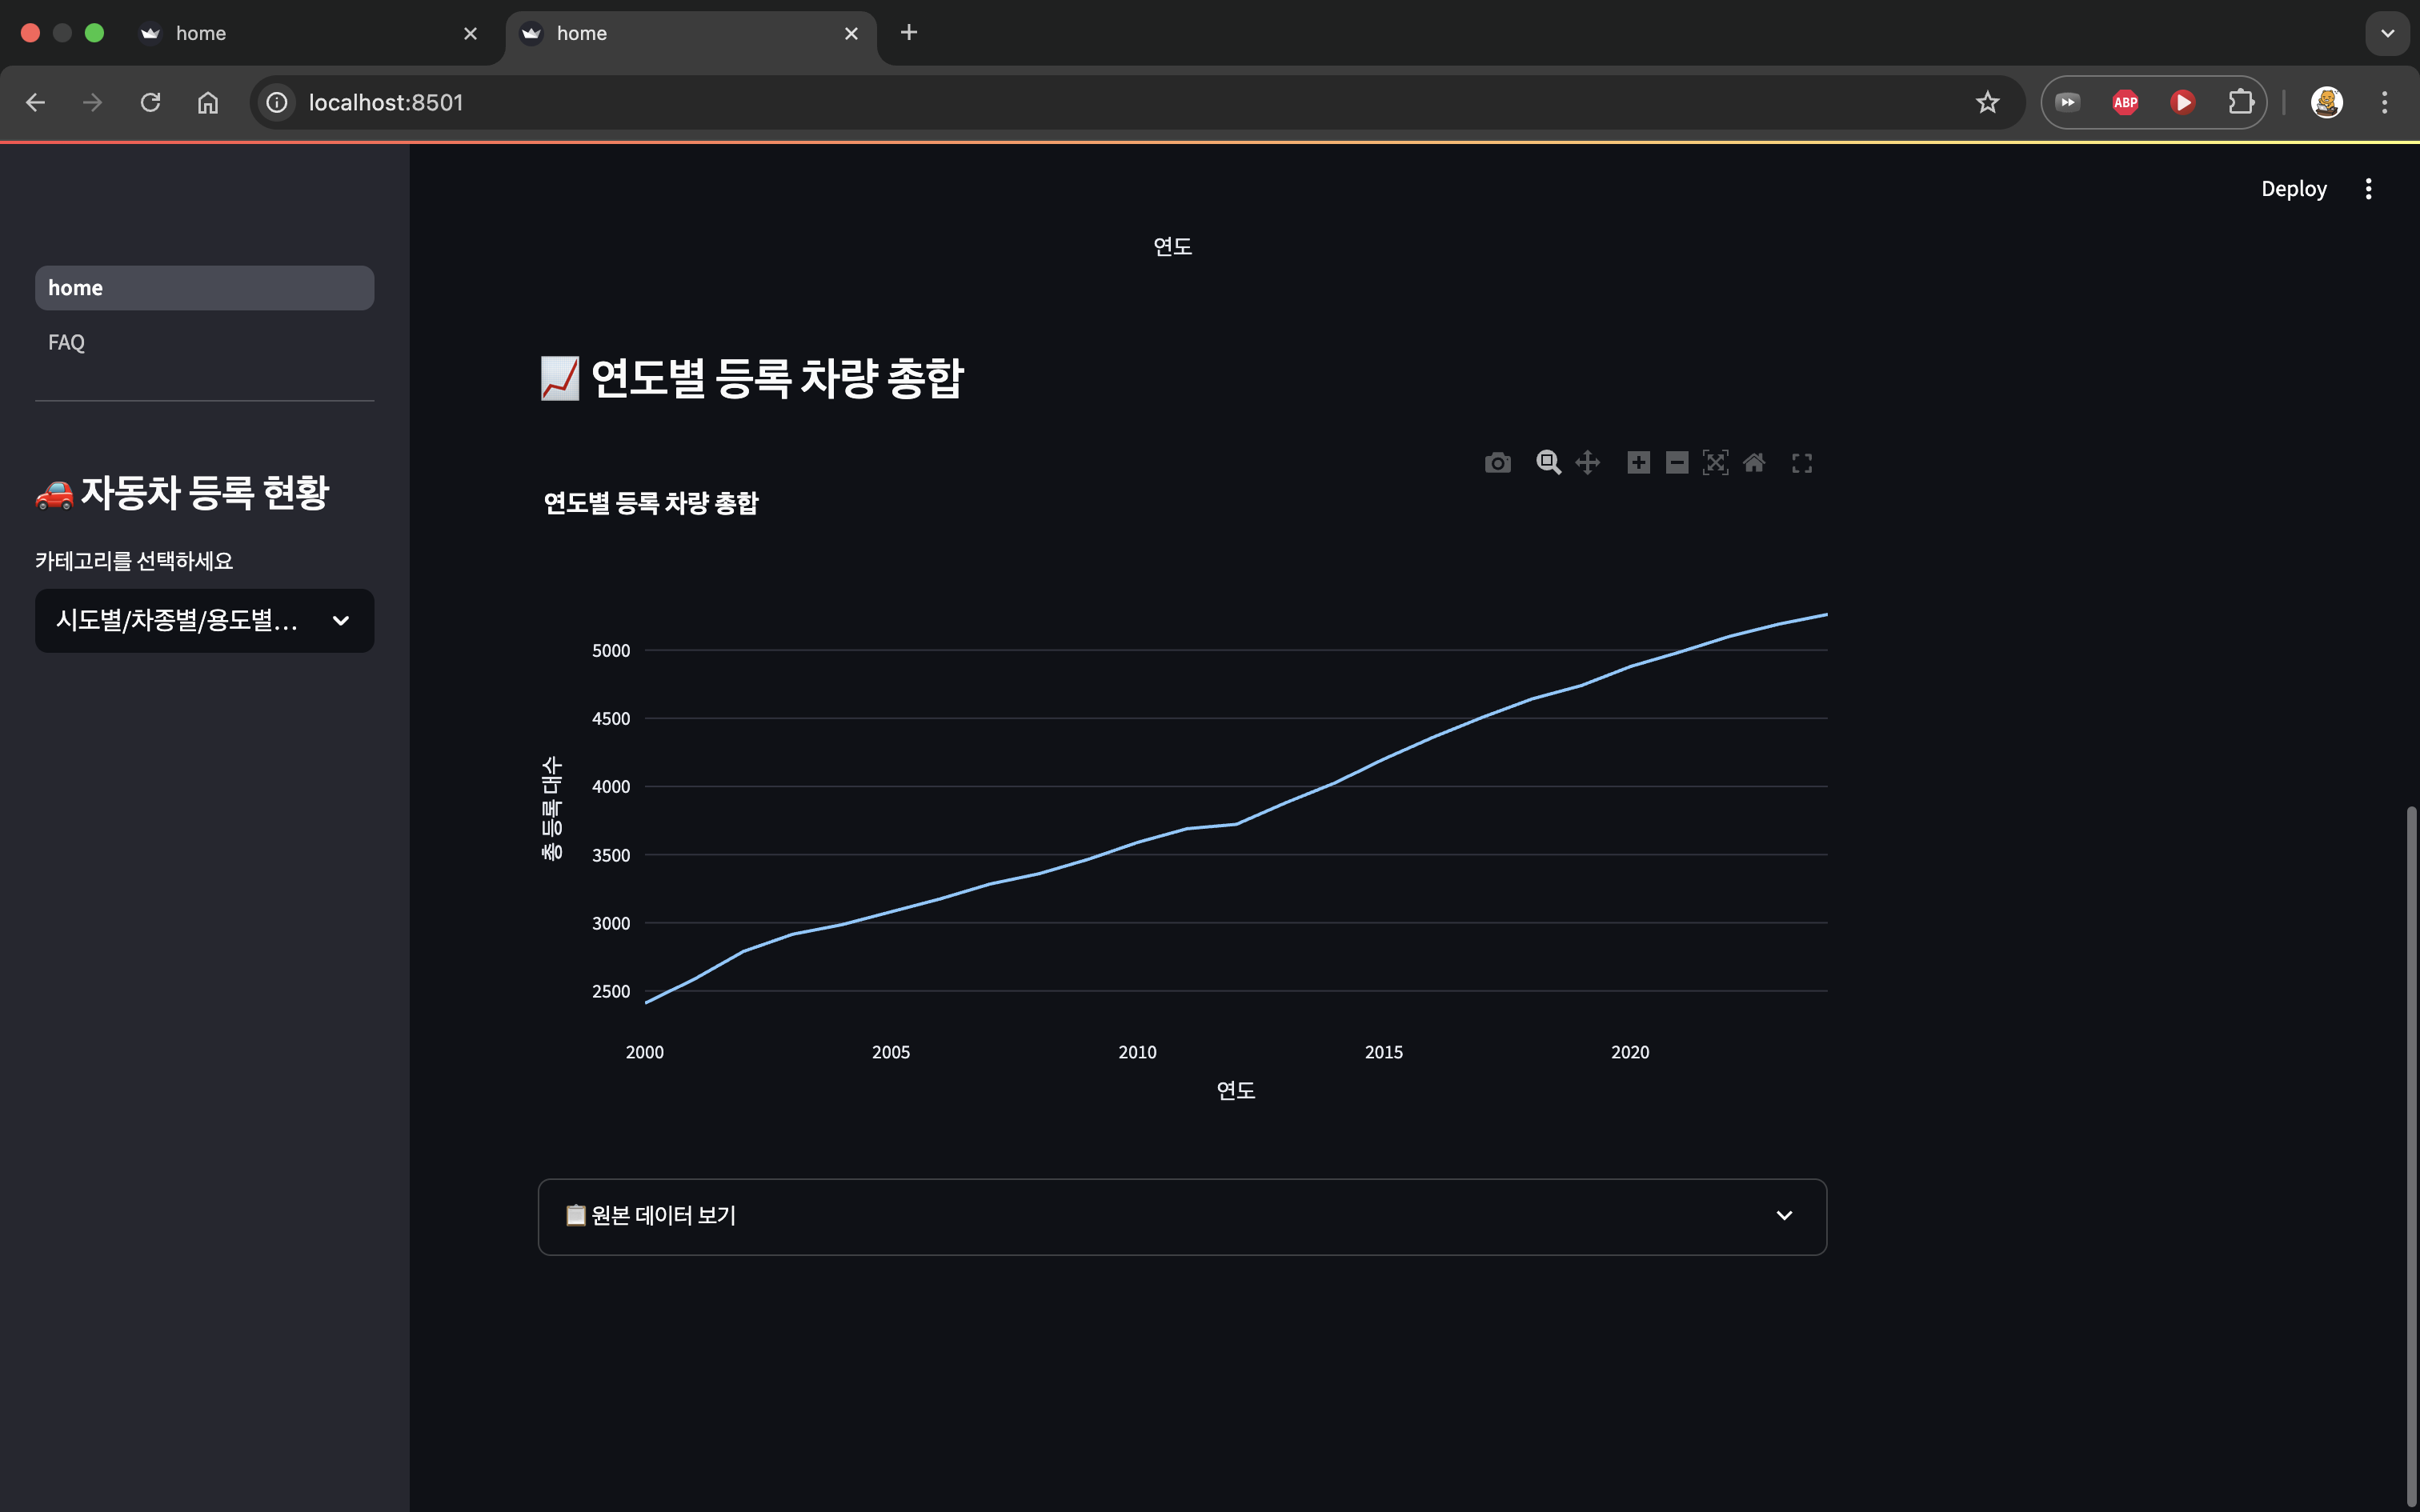 home
home
localhost:8501
ABP
Deploy
home
FAQ
자동차 등록 현황
카테고리를 선택하세요
시도별/차종별/용도별...
연도
연도별 등록 차량 총합
연도별 등록 차량 총합
총 등록 대수
5000
4500
4000
3500
3000
2500
2000
2005
2010
2015
2020
연도
원본 데이터 보기